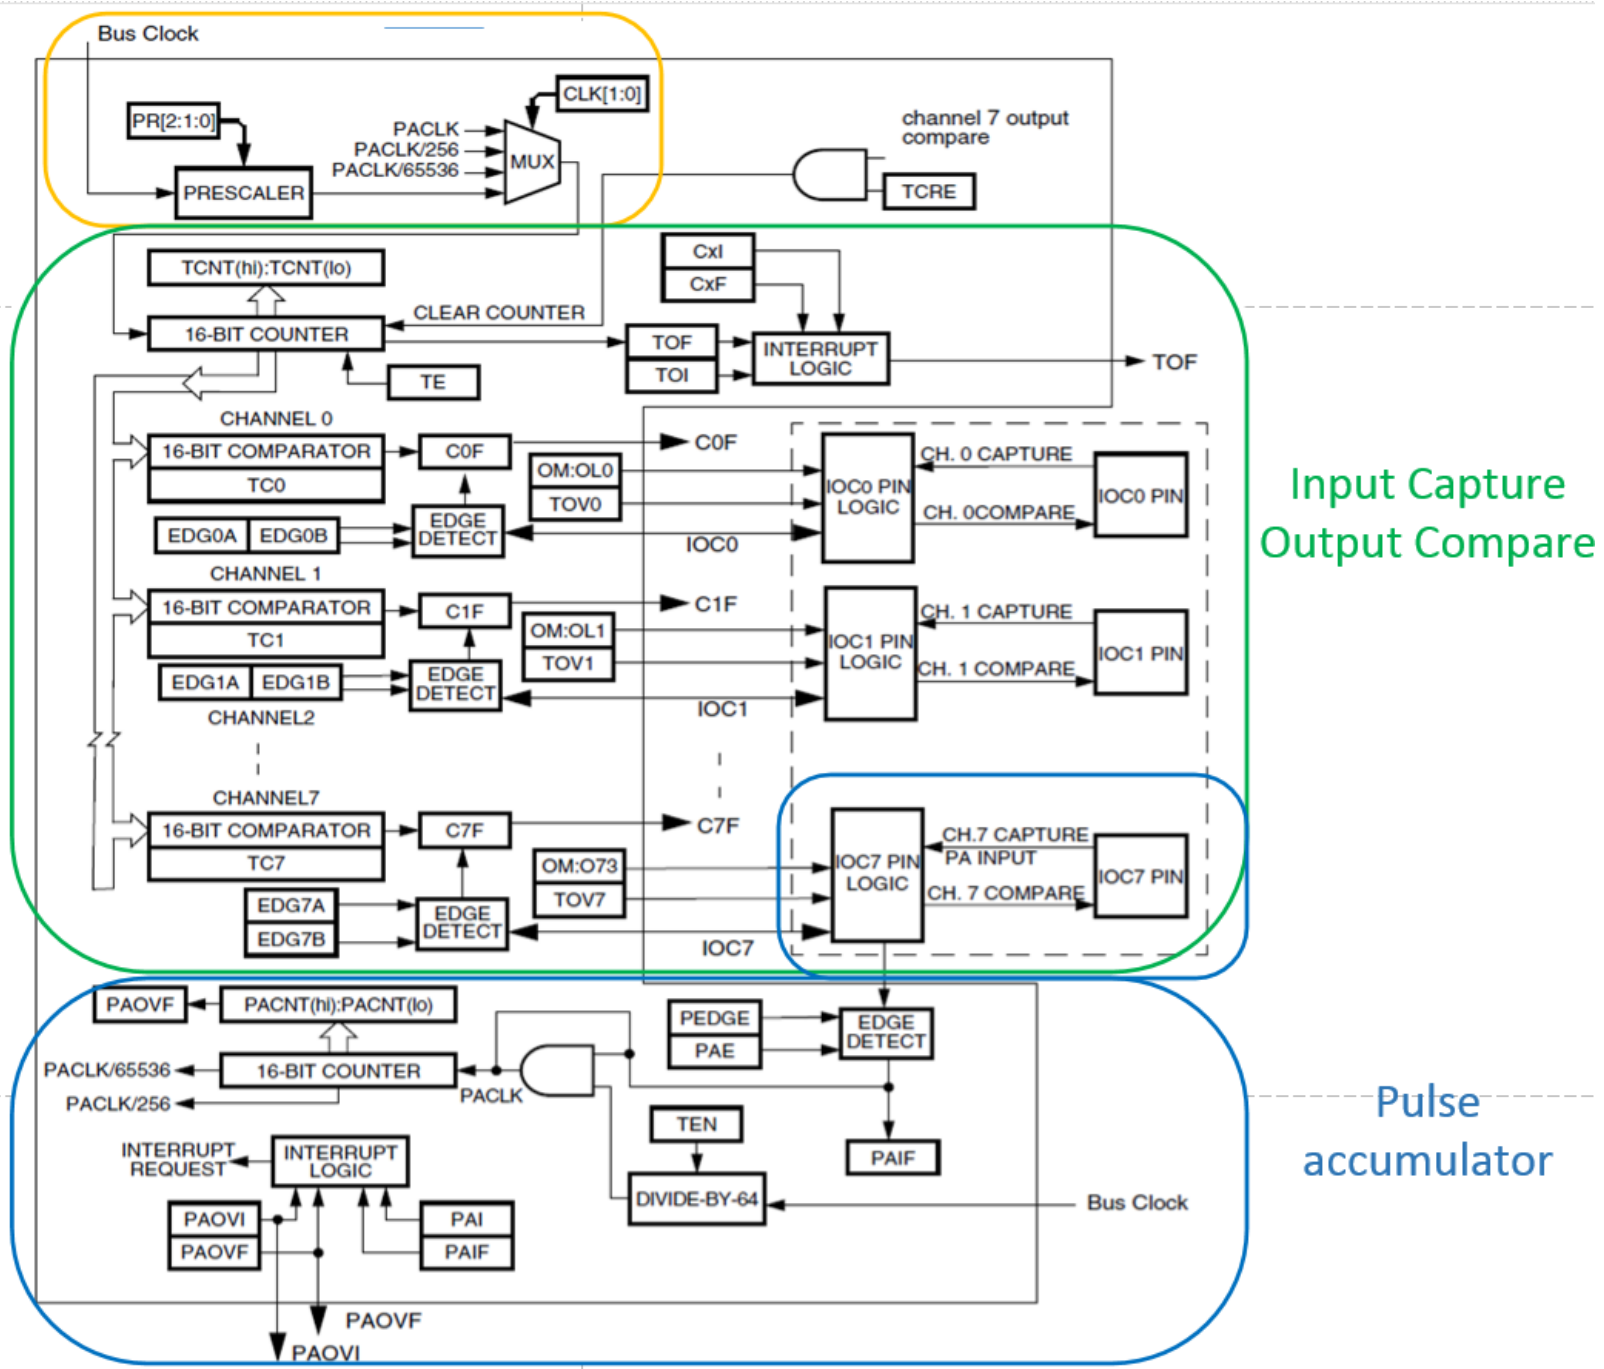 Bus Clock
CLK[1:0]
PR[2:1:0]
PACLK
PACLK/256
PACLK/65536
MUX
PRESCALER
channel 7 output
compare
TCRE
TCNT(hi):TCNT(lo)
CxI
CxF
CLEAR COUNTER
16-BIT COUNTER
TOF
TOI
INTERRUPT
LOGIC
TOF
TE
CHANNEL 0
16-BIT COMPARATOR
TC0
C0F
C0F
OM:OL0
TOV0
EDG0A
EDG0B
EDGE
DETECT
IOC0
IOC0 PIN
LOGIC
CH. 0 CAPTURE
CH. 0COMPARE
IOC0 PIN
Input Capture
Output Compare
CHANNEL 1
16-BIT COMPARATOR
TC1
C1F
C1F
OM:OL1
TOV1
EDG1A
EDG1B
EDGE
DETECT
IOC1
IOC1 PIN
LOGIC
CH. 1 CAPTURE
CH. 1 COMPARE
IOC1 PIN
CHANNEL2
CHANNEL7
16-BIT COMPARATOR
TC7
C7F
C7F
OM:O73
TOV7
EDG7A
EDG7B
EDGE
DETECT
IOC7
IOC7 PIN
LOGIC
CH.7 CAPTURE
PA INPUT
CH. 7 COMPARE
IOC7 PIN
PAOVF
PACNT(hi):PACNT(lo)
PEDGE
PAE
EDGE
DETECT
PACLK/65536
16-BIT COUNTER
PACLK
PACLK/256
TEN
PAIF
Pulse
accumulator
INTERRUPT
REQUEST
INTERRUPT
LOGIC
DIVIDE-BY-64
Bus Clock
PAOVI
PAOVF
PAI
PAIF
PAOVF
PAOVI